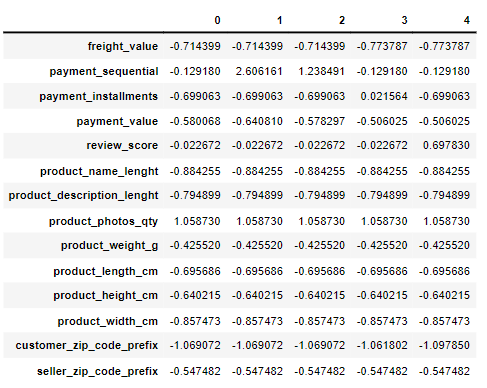 0 1 2 3 4
freight_value -0.714399 -0.714399 -0.714399 -0.773787 -0.773787
payment_sequential -0.129180 2.606161 1.238491 -0.129180 -0.129180
payment_installments -0.699063 -0.699063 -0.699063 0.021564 -0.699063
payment_value -0.580068 -0.640810 -0.578297 -0.506025 -0.506025
review_score -0.022672 -0.022672 -0.022672 -0.022672 0.697830
product_name_lenght -0.884255 -0.884255 -0.884255 -0.884255 -0.884255
product_description_lenght -0.794899 -0.794899 -0.794899 -0.794899 -0.794899
product_photos_qty 1.058730 1.058730 1.058730 1.058730 1.058730
product_weight_g -0.425520 -0.425520 -0.425520 -0.425520 -0.425520
product_length_cm -0.695686 -0.695686 -0.695686 -0.695686 -0.695686
product_height_cm -0.640215 -0.640215 -0.640215 -0.640215 -0.640215
product_width_cm -0.857473 -0.857473 -0.857473 -0.857473 -0.857473
customer_zip_code_prefix -1.069072 -1.069072 -1.069072 -1.061802 -1.097850
seller_zip_code_prefix -0.547482 -0.547482 -0.547482 -0.547482 -0.547482